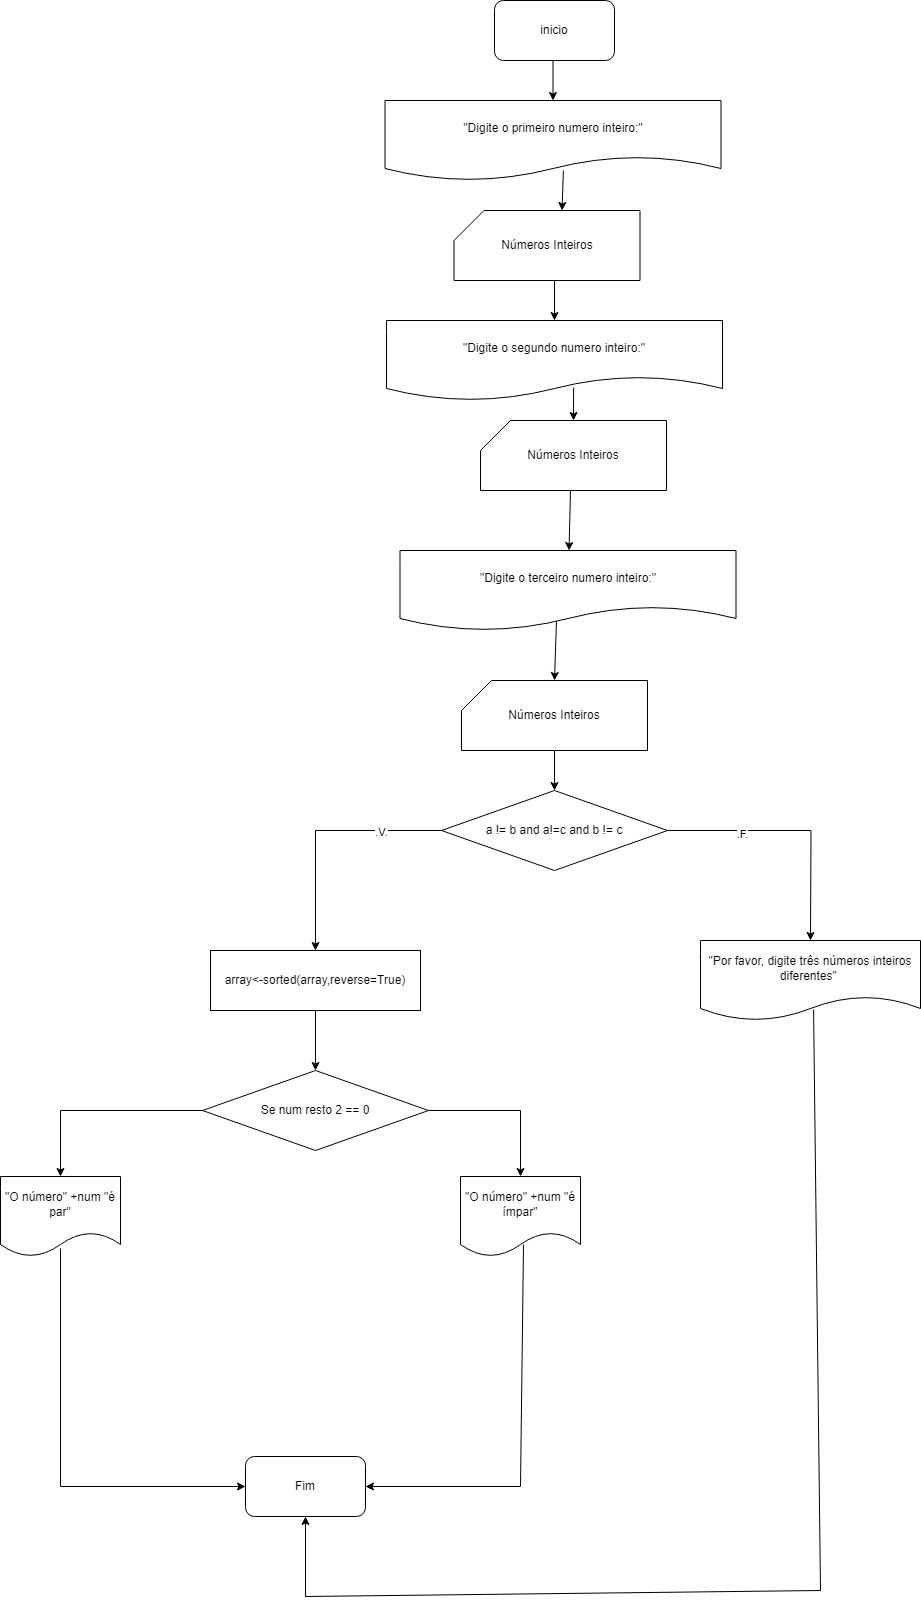 inicio
"Digite o primeiro numero inteiro:"
Números Inteiros
"Digite o segundo numero inteiro:"
Números Inteiros
"Digite o terceiro numero inteiro:"
Números Inteiros
a != b and a!=c and b != c
.V.
.F.
array<-sorted(array,reverse=True)
"Por favor, digite três números inteiros
diferentes"
Se num resto 2 == 0
"O número" +num "é
par"
"O número" +num "é
ímpar"
Fim